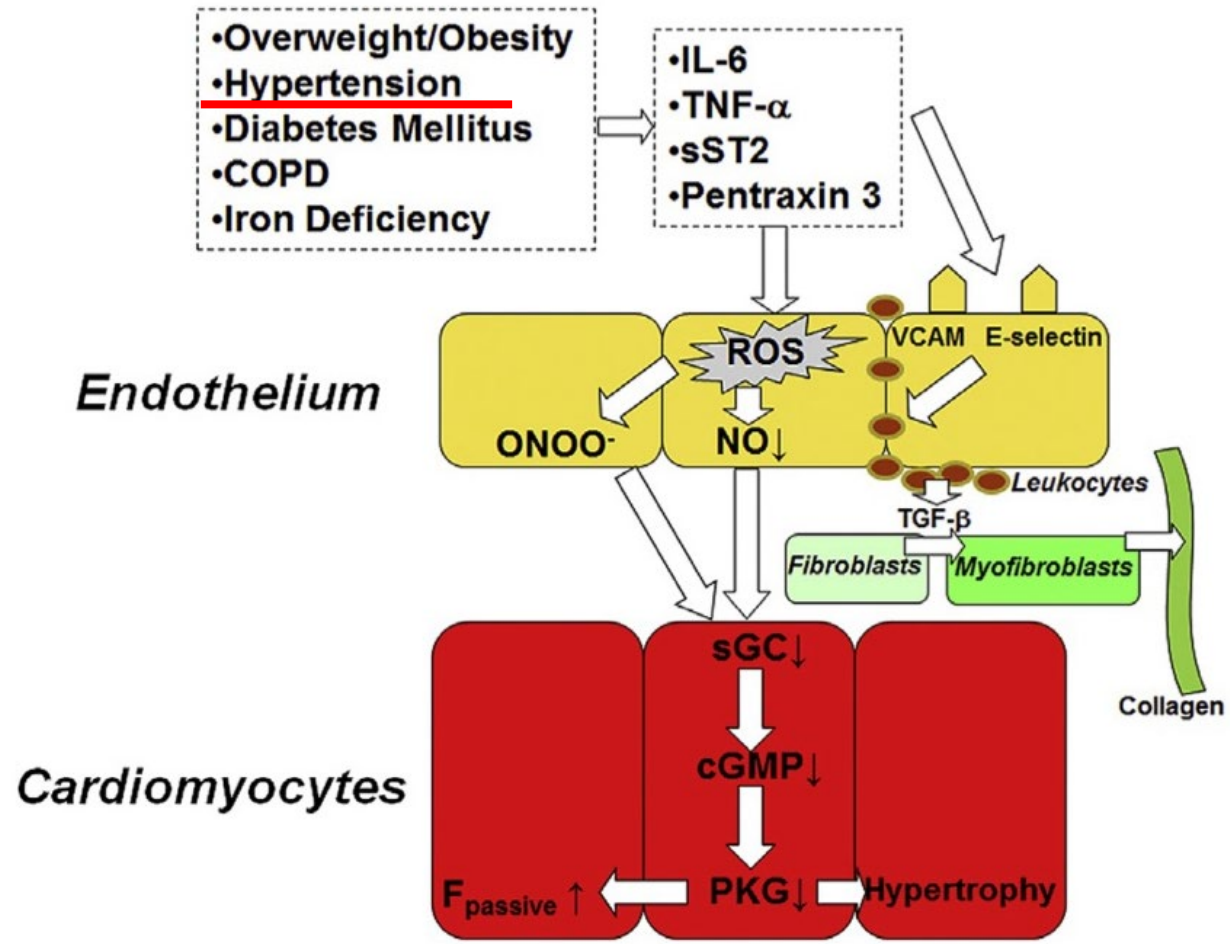 •Overweight/Obesity
•Hypertension
•Diabetes Mellitus
•COPD
•Iron Deficiency
•IL-6
•TNF-α
•sST2
•Pentraxin 3
Endothelium
ROS
VCAM E-selectin
ONOO-
NO↓
Leukocytes
TGF-β
Fibroblasts
Myofibroblasts
Collagen
Cardiomyocytes
sGC↓
cGMP↓
Fpassive ↑
PKG↓
Hypertrophy